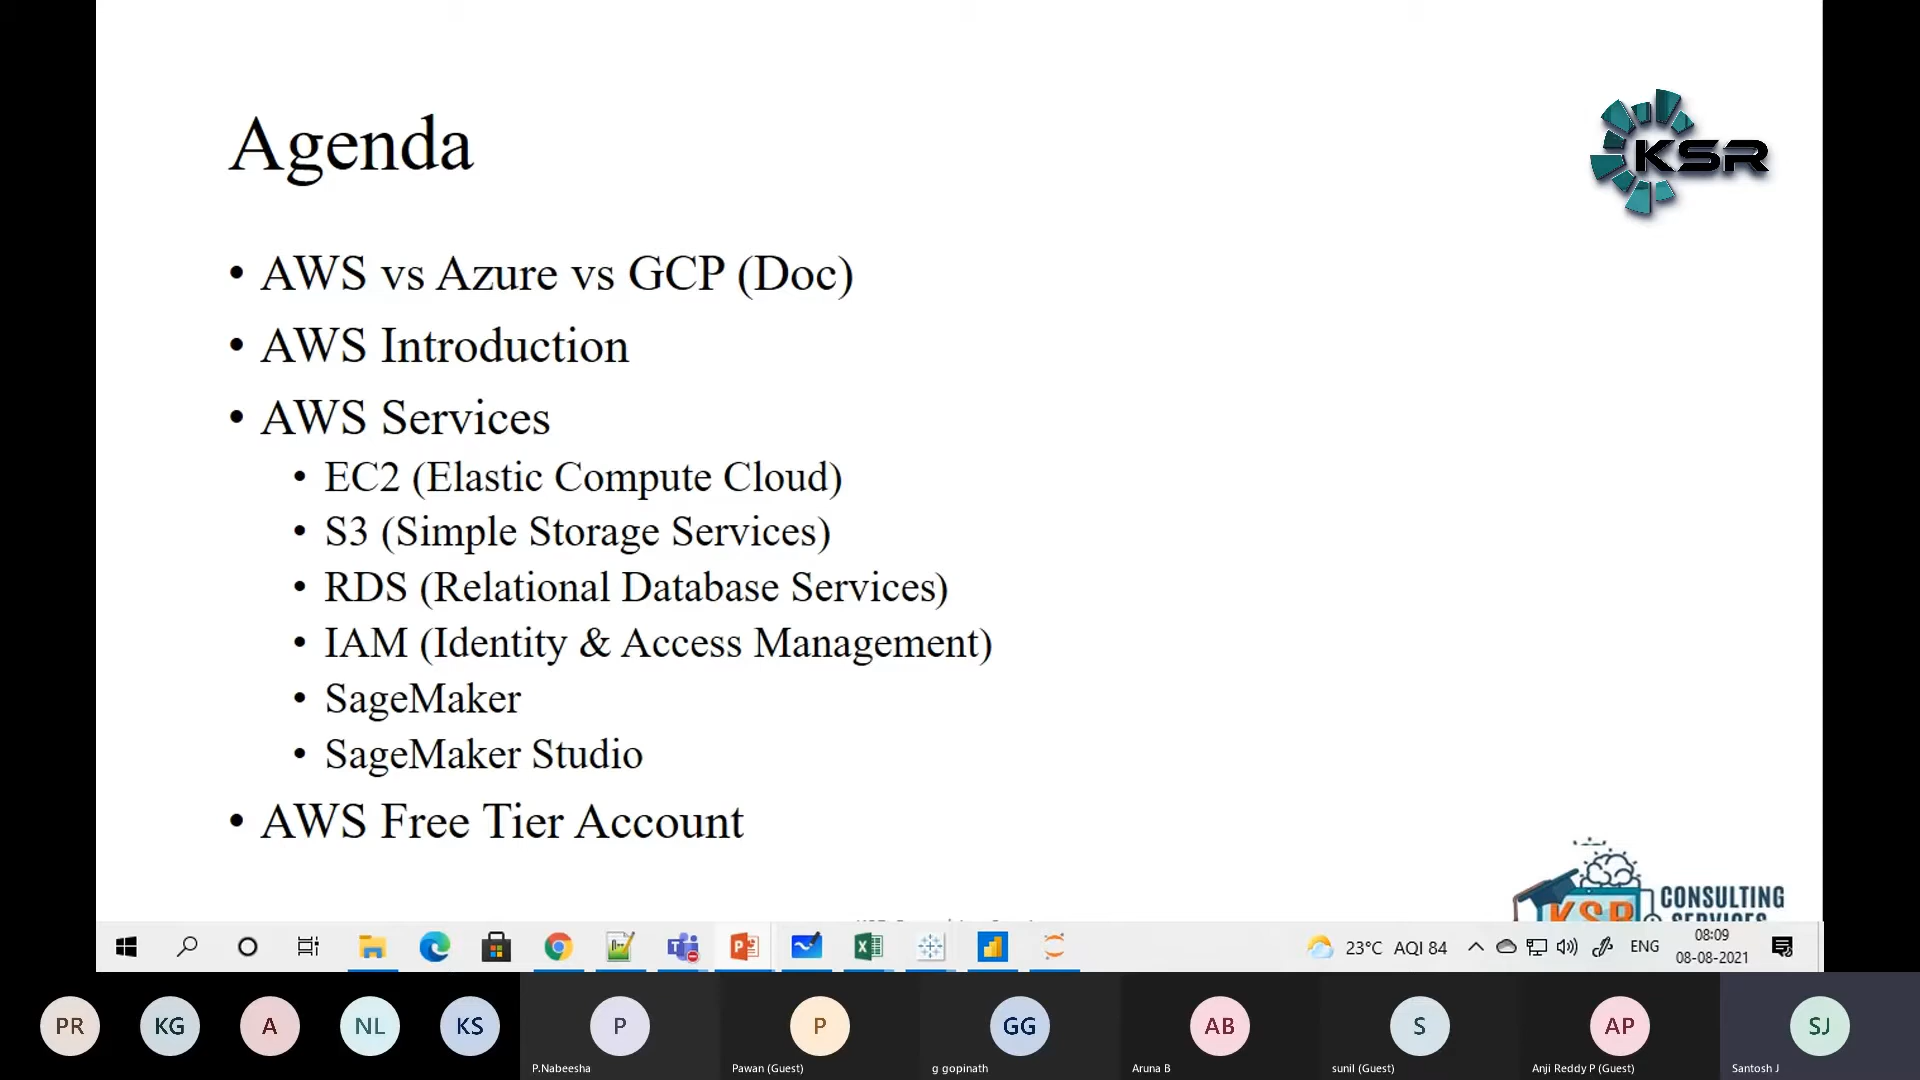 Agenda
KSR
• AWS vs Azure vs GCP (Doc)
• AWS Introduction
• AWS Services
• EC2 (Elastic Compute Cloud)
• S3 (Simple Storage Services)
• RDS (Relational Database Services)
• IAM (Identity & Access Management)
• SageMaker
• SageMaker Studio
• AWS Free Tier Account
KSR CONSULTING
SERVICES
23°C AQI 84
ENG
08:09
08-08-2021
PR KG A NL KS P P GG AB S AP SJ
P.Nabeesha Pawan (Guest) g gopinath Aruna B sunil (Guest) Anji Reddy P (Guest) Santosh J